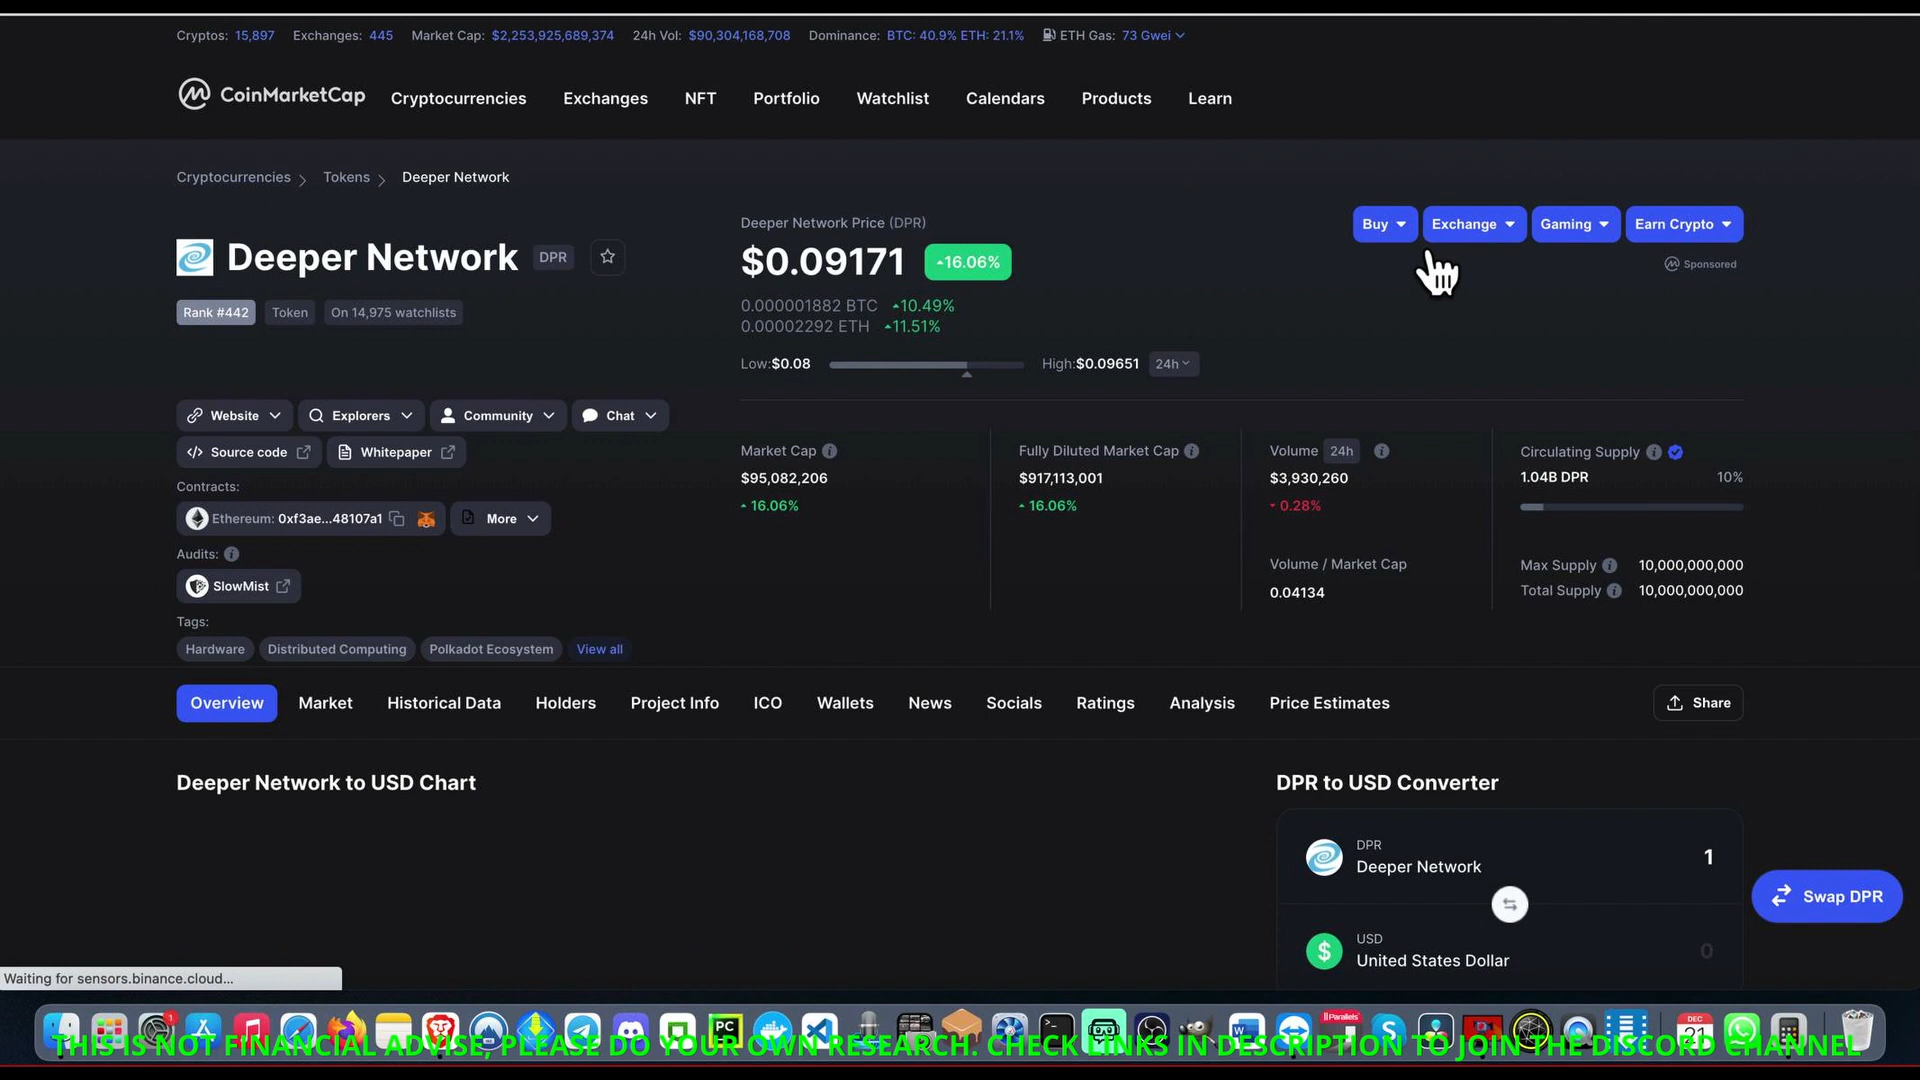 Cryptos: 15,897 Exchanges: 445 Market Cap: $2,253,925,689,374 24h Vol: $90,304,168,708 Dominance: BTC: 40.9% ETH: 21.1% ETH Gas: 73 Gwei
CoinMarketCap Cryptocurrencies Exchanges NFT Portfolio Watchlist Calendars Products Learn
Cryptocurrencies Tokens Deeper Network
Deeper Network DPR
Rank #442 Token On 14,975 watchlists
Website Explorers Community Chat
Source code Whitepaper
Contracts:
Ethereum: 0xf3ae...48107a1 More
Audits:
SlowMist
Tags:
Hardware Distributed Computing Polkadot Ecosystem View all
Deeper Network Price (DPR)
$0.09171 16.06%
0.000001882 BTC 10.49%
0.00002292 ETH 11.51%
Low:$0.08 High:$0.09651 24h
Buy Exchange Gaming Earn Crypto
Sponsored
Market Cap
$95,082,206
16.06%
Fully Diluted Market Cap
$917,113,001
16.06%
Volume 24h
$3,930,260
0.28%
Volume / Market Cap
0.04134
Circulating Supply
1.04B DPR 10%
Max Supply 10,000,000,000
Total Supply 10,000,000,000
Overview Market Historical Data Holders Project Info ICO Wallets News Socials Ratings Analysis Price Estimates Share
Deeper Network to USD Chart
DPR to USD Converter
DPR
Deeper Network 1
USD
United States Dollar 0
Swap DPR
Waiting for sensors.binance.cloud...
THIS IS NOT FINANCIAL ADVISE, PLEASE DO YOUR OWN RESEARCH. CHECK LINKS IN DESCRIPTION TO JOIN THE DISCORD CHANNEL
1
PC
W
Parallels
DEC
21